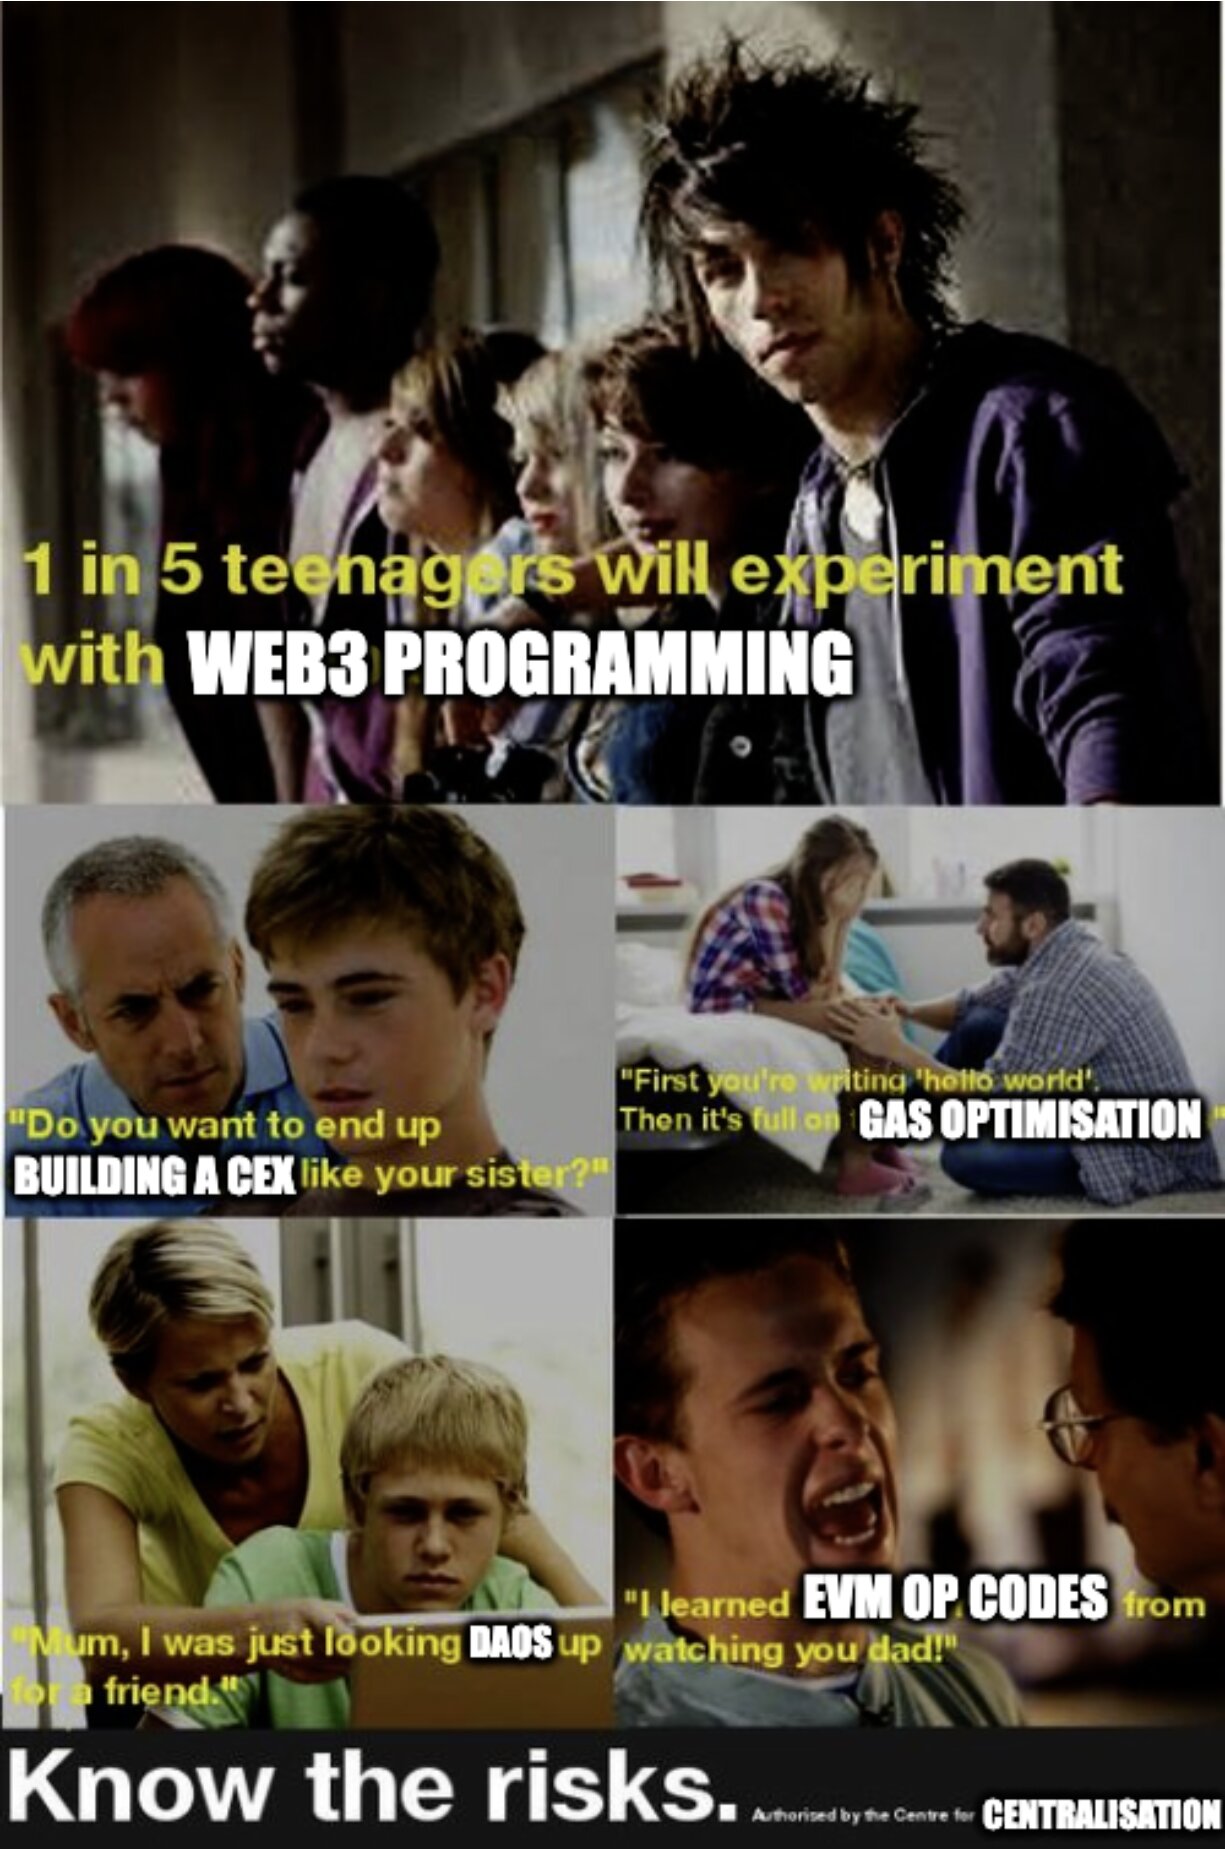 1 in 5 teenagers will experiment
with WEB3 PROGRAMMING
"Do you want to end up
BUILDING A CEX like your sister?"
"First you're writing 'hello world'.
Then it's full on GAS OPTIMISATION"
"Mum, I was just looking DAOS up
for a friend."
"I learned EVM OP CODES from
watching you dad!"
Know the risks.
Authorised by the Centre for CENTRALISATION